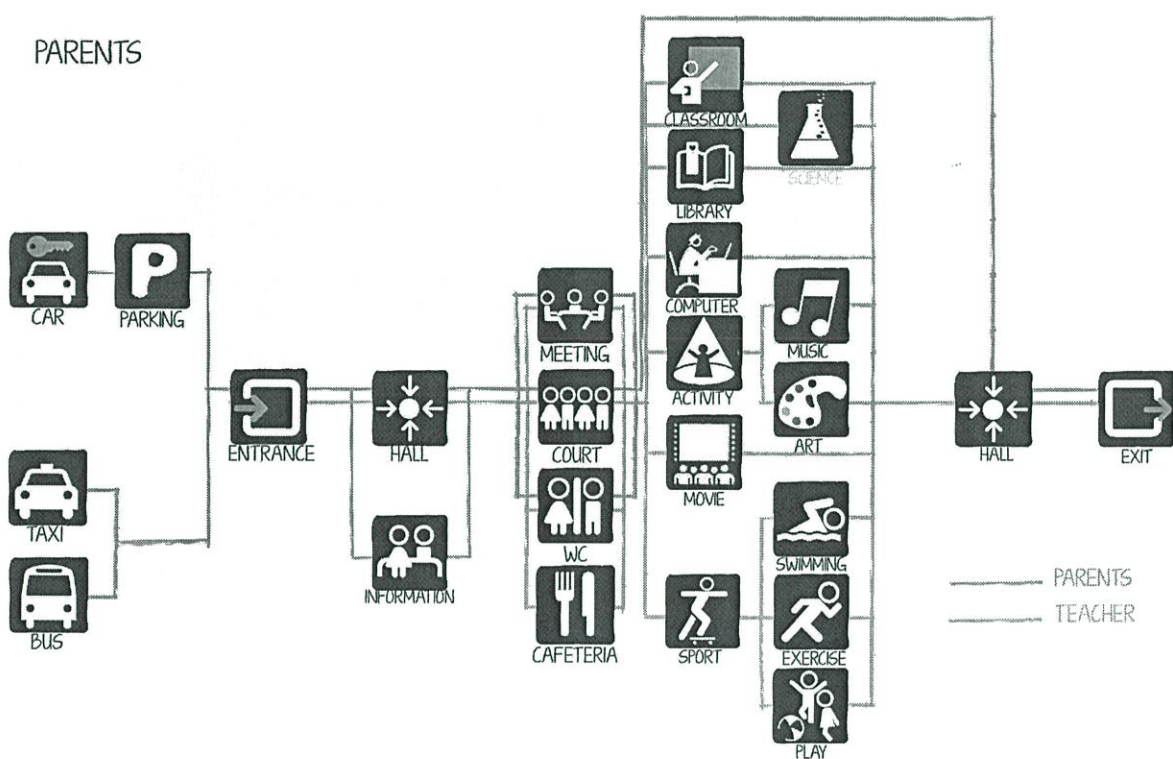 PARENTS
CLASSROOM
SCIENCE
LIBRARY
P
CAR
PARKING
COMPUTER
MUSIC
MEETING
ACTIVITY
ENTRANCE
HALL
COURT
ART
HALL
EXIT
MOVIE
TAXI
WC
SWIMMING
PARENTS
INFORMATION
TEACHER
BUS
CAFETERIA
SPORT
EXERCISE
PLAY